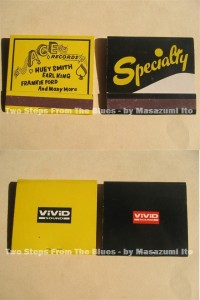 ACE
RECORDS
HUEY SMITH
EARL KING
FRANKIE FORD
And Many More
Specialty
Two Steps From The Blues - by Masazumi Ito
VIVID
VIVID
Two Steps From The Blues - by Masazumi Ito